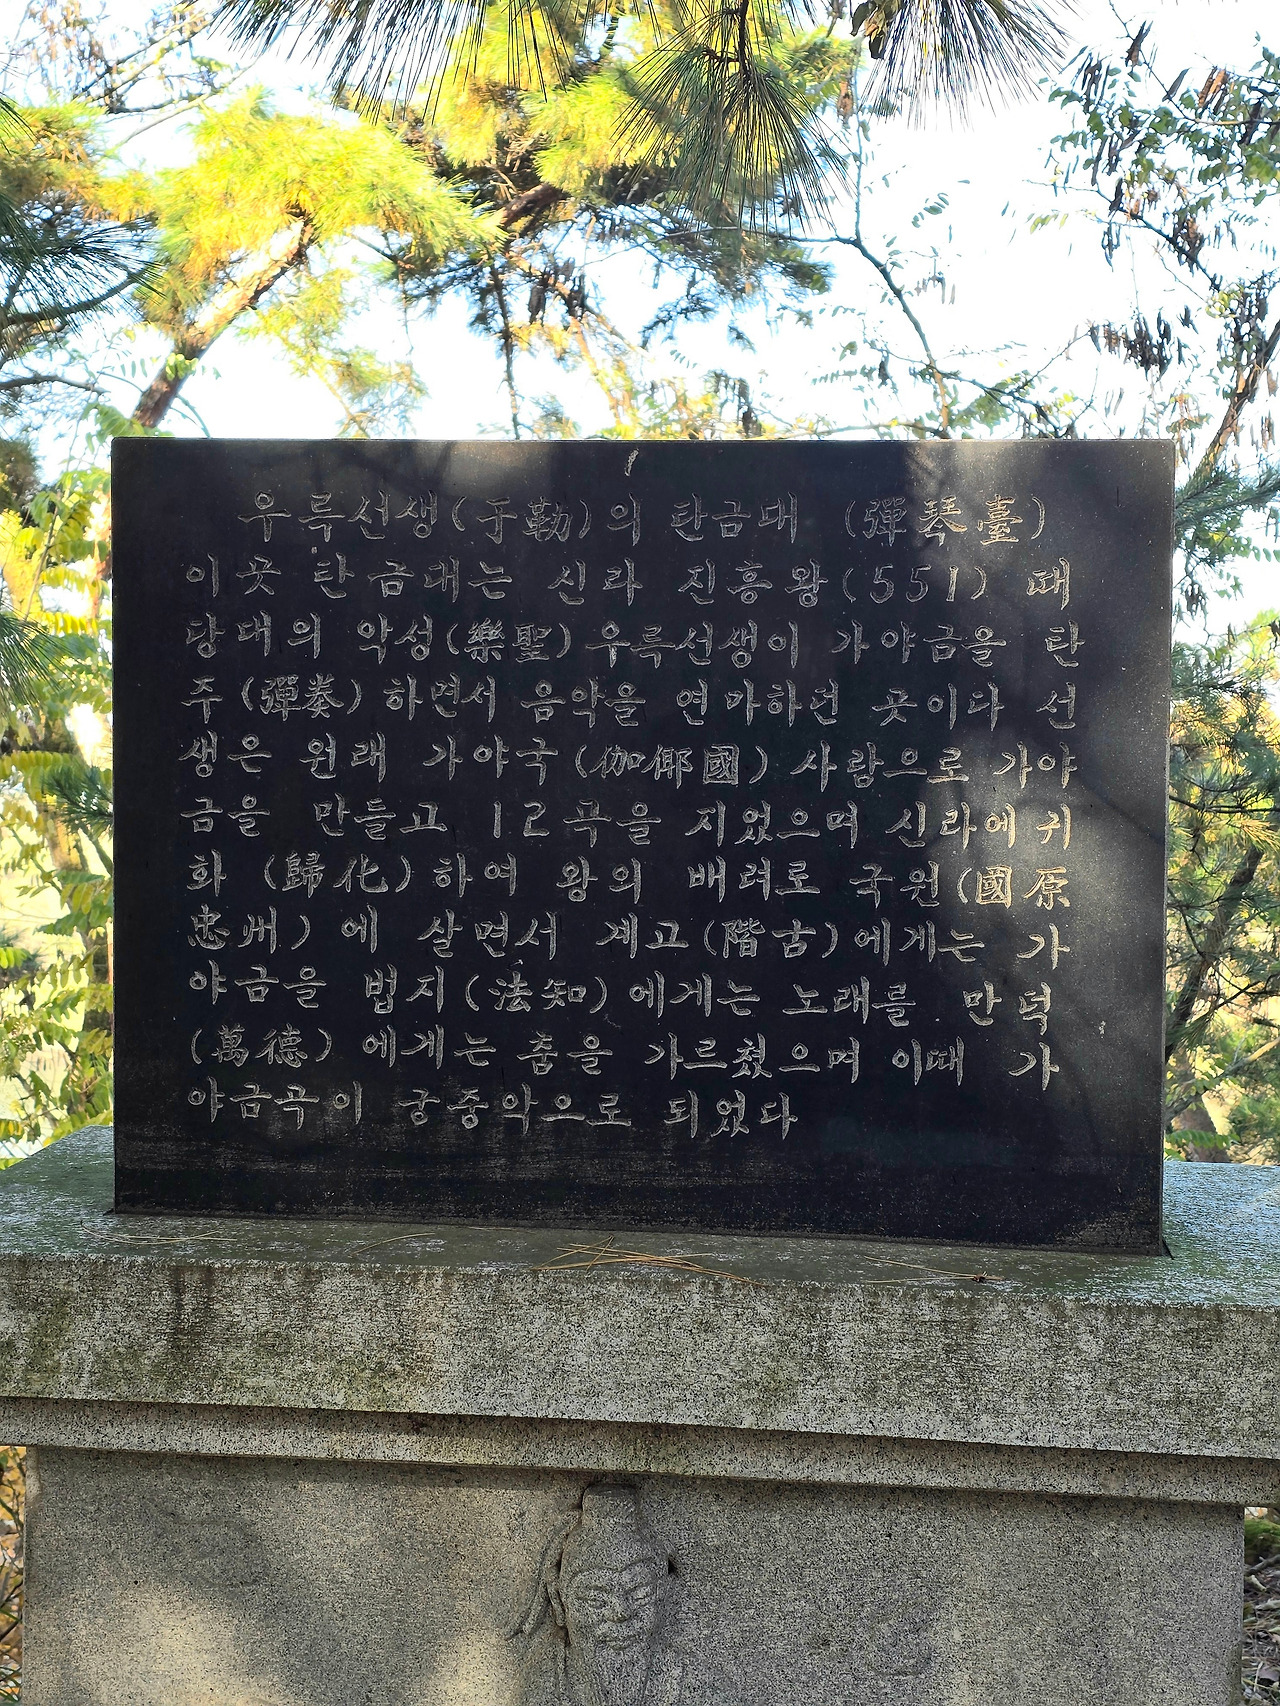 우륵선생(于勒)의 탄금대 (彈琴臺)
이곳 탄금대는 신라 진흥왕(551) 때
당대의 악성(樂聖)우륵선생이 가야금을 탄
주(彈奏)하면서 음악을 연마하던 곳이다 선
생은 원래 가야국(伽倻國) 사람으로 가야
금을 만들고 12곡을 지었으며 신라에 귀
화 (歸化)하여 왕의 배려로 국원(國原
忠州)에 살면서 계고(階古)에게는 가
야금을 법지(法知)에게는 노래를 만덕
(萬德)에게는 춤을 가르쳤으며 이때 가
야금곡이 궁중악으로 되었다